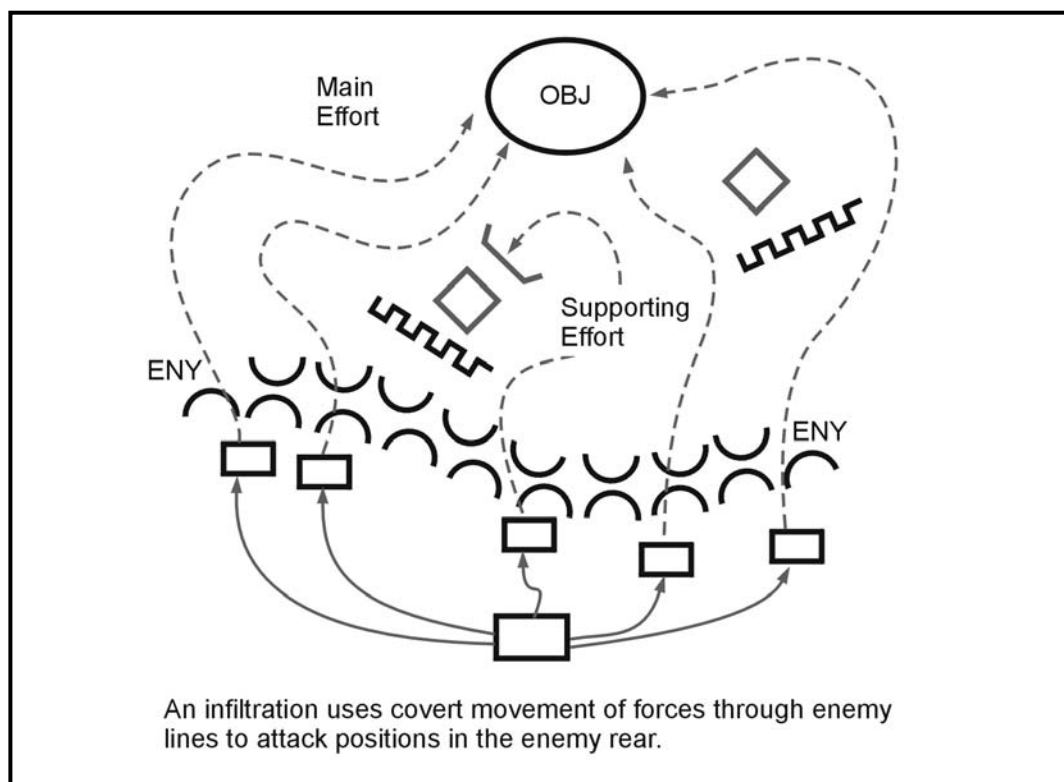 Main
Effort
OBJ
Supporting
Effort
ENY
ENY
An infiltration uses covert movement of forces through enemy
lines to attack positions in the enemy rear.